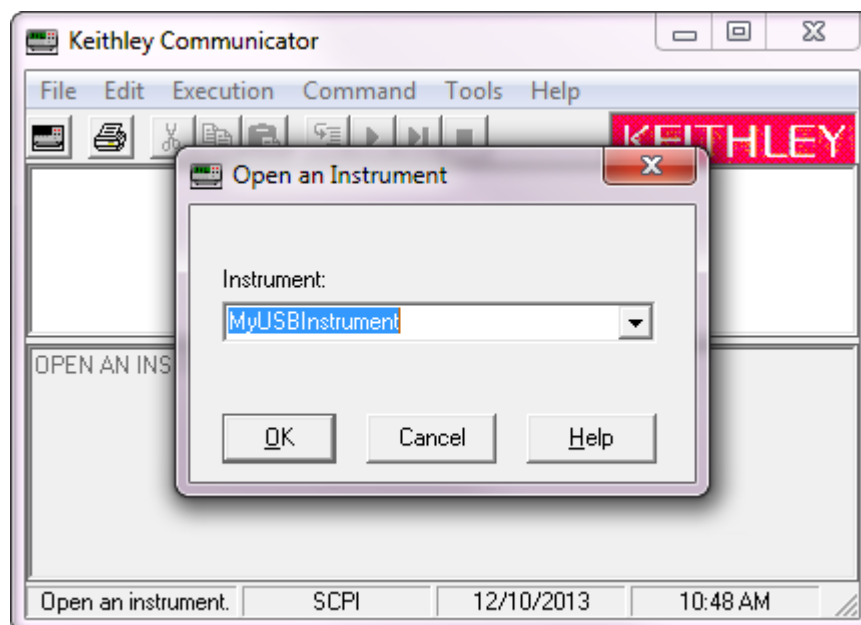 Keithley Communicator
File Edit Execution Command Tools Help
KEITHLEY
Open an Instrument
Instrument:
MyUSBInstrument
OPEN AN INS
OK Cancel Help
Open an instrument. SCPI 12/10/2013 10:48 AM